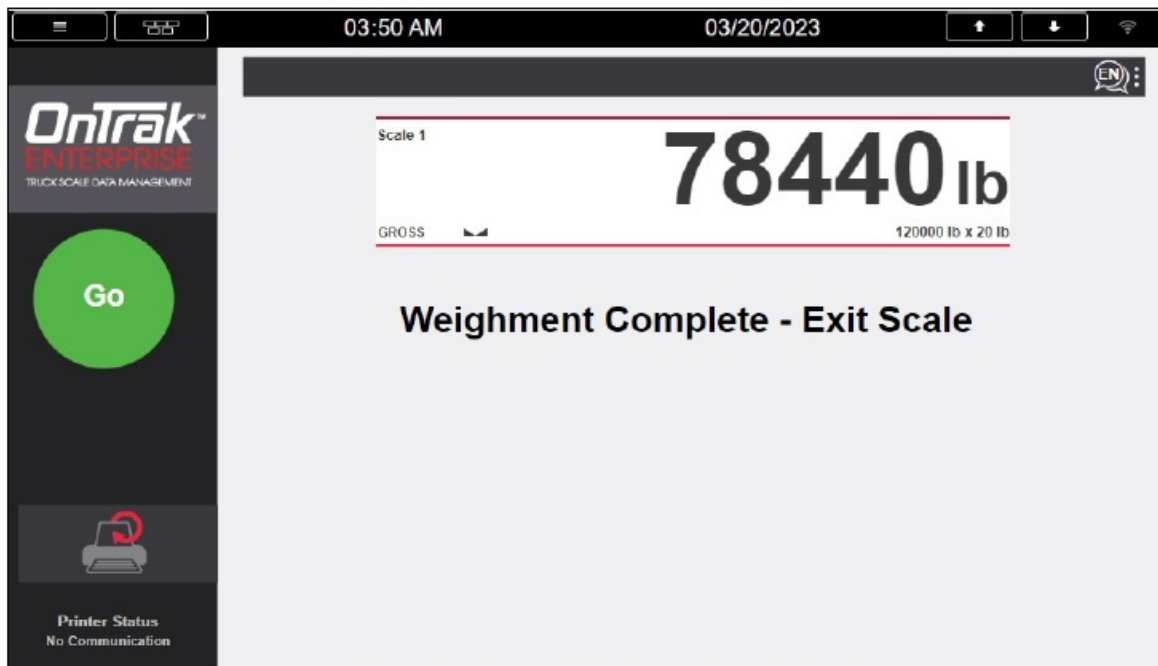 03:50 AM 03/20/2023
EN
OnTrak™
ENTERPRISE
TRUCK SCALE DATA MANAGEMENT
Scale 1
78440 lb
GROSS 120000 lb x 20 lb
Go
Weighment Complete - Exit Scale
Printer Status
No Communication